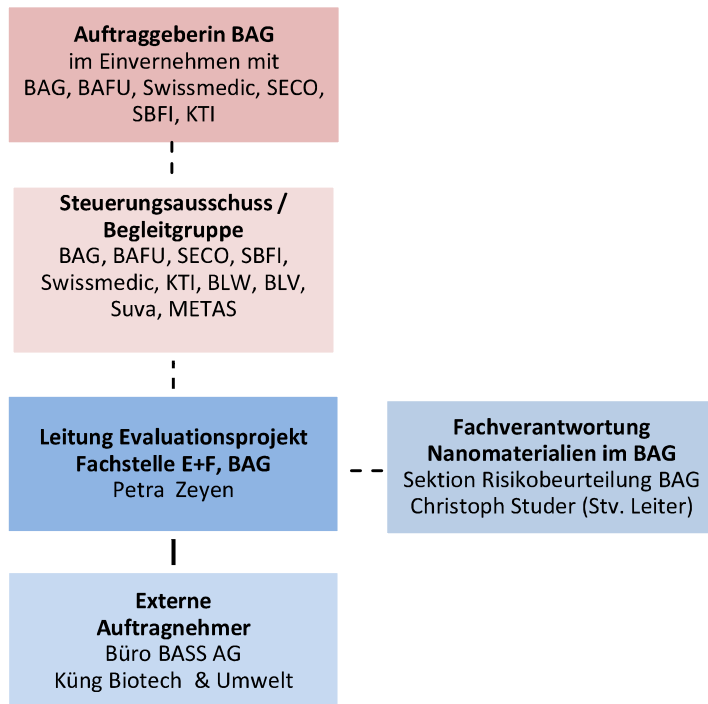 Auftraggeberin BAG
im Einvernehmen mit
BAG, BAFU, Swissmedic, SECO,
SBFI, KTI
Steuerungsausschuss /
Begleitgruppe
BAG, BAFU, SECO, SBFI,
Swissmedic, KTI, BLW, BLV,
Suva, METAS
Leitung Evaluationsprojekt
Fachstelle E+F, BAG
Petra Zeyen
Fachverantwortung
Nanomaterialien im BAG
Sektion Risikobeurteilung BAG
Christoph Studer (Stv. Leiter)
Externe
Auftragnehmer
Büro BASS AG
Küng Biotech & Umwelt